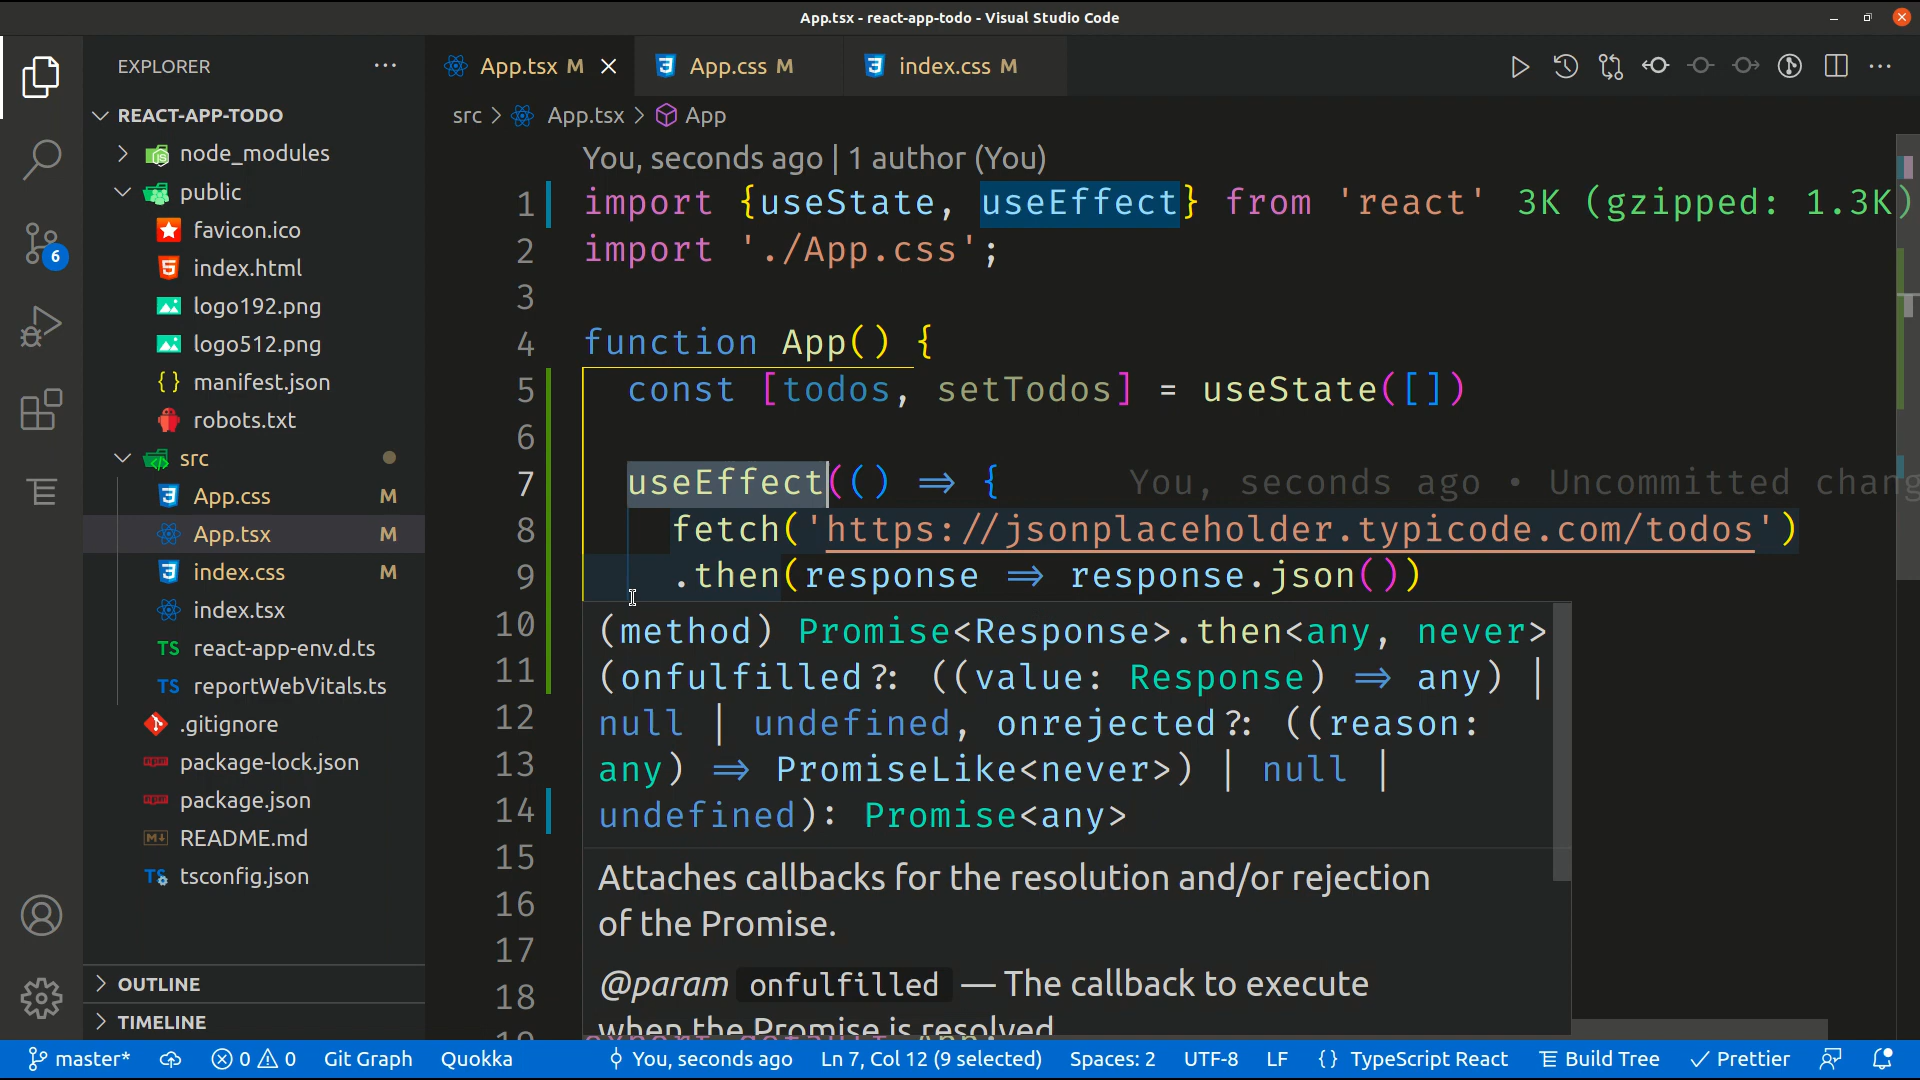 App.tsx - react-app-todo - Visual Studio Code
EXPLORER
App.tsx M
App.css M
index.css M
REACT-APP-TODO
src > App.tsx > App
node_modules
public
favicon.ico
index.html
logo192.png
logo512.png
manifest.json
robots.txt
src
App.css M
App.tsx M
index.css M
index.tsx
TS react-app-env.d.ts
TS reportWebVitals.ts
.gitignore
package-lock.json
package.json
README.md
TS tsconfig.json
OUTLINE
TIMELINE
6
You, seconds ago | 1 author (You)
1 import {useState, useEffect} from 'react' 3K (gzipped: 1.3K)
2 import './App.css';
3
4 function App() {
5 const [todos, setTodos] = useState([])
6
7 useEffect(() => { You, seconds ago • Uncommitted chang
8 fetch('https://jsonplaceholder.typicode.com/todos')
9 .then(response => response.json())
10
11
12
13
14
15
16
17
18
(method) Promise<Response>.then<any, never>
(onfulfilled?: ((value: Response) => any) |
null | undefined, onrejected?: ((reason:
any) => PromiseLike<never>) | null |
undefined): Promise<any>
Attaches callbacks for the resolution and/or rejection
of the Promise.
@param onfulfilled — The callback to execute
when the Promise is resolved.
master* 0 0 Git Graph Quokka You, seconds ago Ln 7, Col 12 (9 selected) Spaces: 2 UTF-8 LF {} TypeScript React Build Tree Prettier